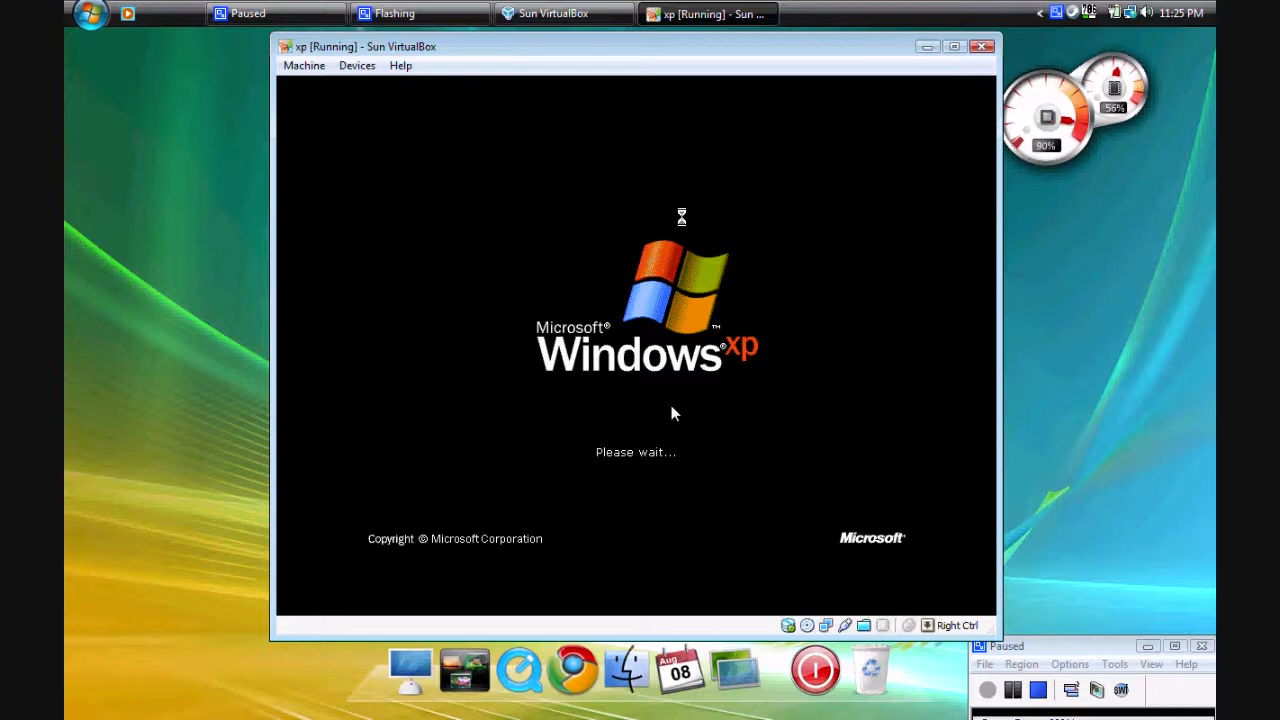 Paused
Flashing
Sun VirtualBox
xp [Running] - Sun ...
11:25 PM
xp [Running] - Sun VirtualBox
Machine Devices Help
56%
90%
Microsoft®
Windows® xp ™
Please wait...
Copyright © Microsoft Corporation
Microsoft®
Right Ctrl
Paused
File Region Options Tools View Help
Aug
08